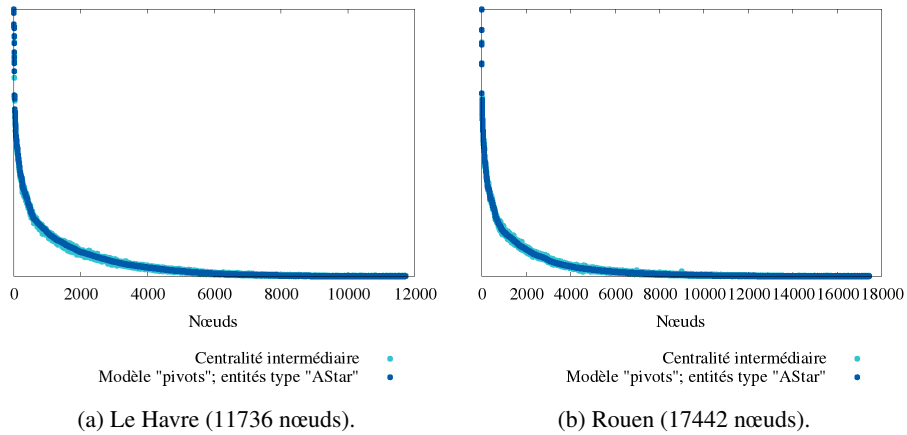 0 2000 4000 6000 8000 10000 12000
Nœuds
Centralité intermédiaire
Modèle "pivots"; entités type "AStar"
(a) Le Havre (11736 nœuds).
0 2000 4000 6000 8000 10000 12000 14000 16000 18000
Nœuds
Centralité intermédiaire
Modèle "pivots"; entités type "AStar"
(b) Rouen (17442 nœuds).